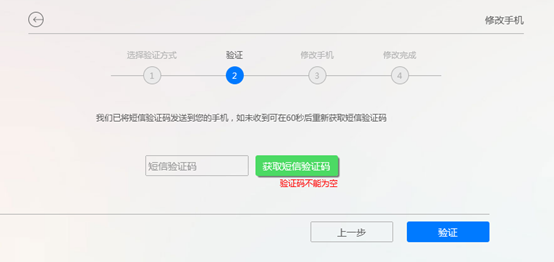 修改手机
选择验证方式 验证 修改手机 修改完成
1 2 3 4
我们已将短信验证码发送到您的手机，如未收到可在60秒后重新获取短信验证码
短信验证码 获取短信验证码
验证码不能为空
上一步 验证